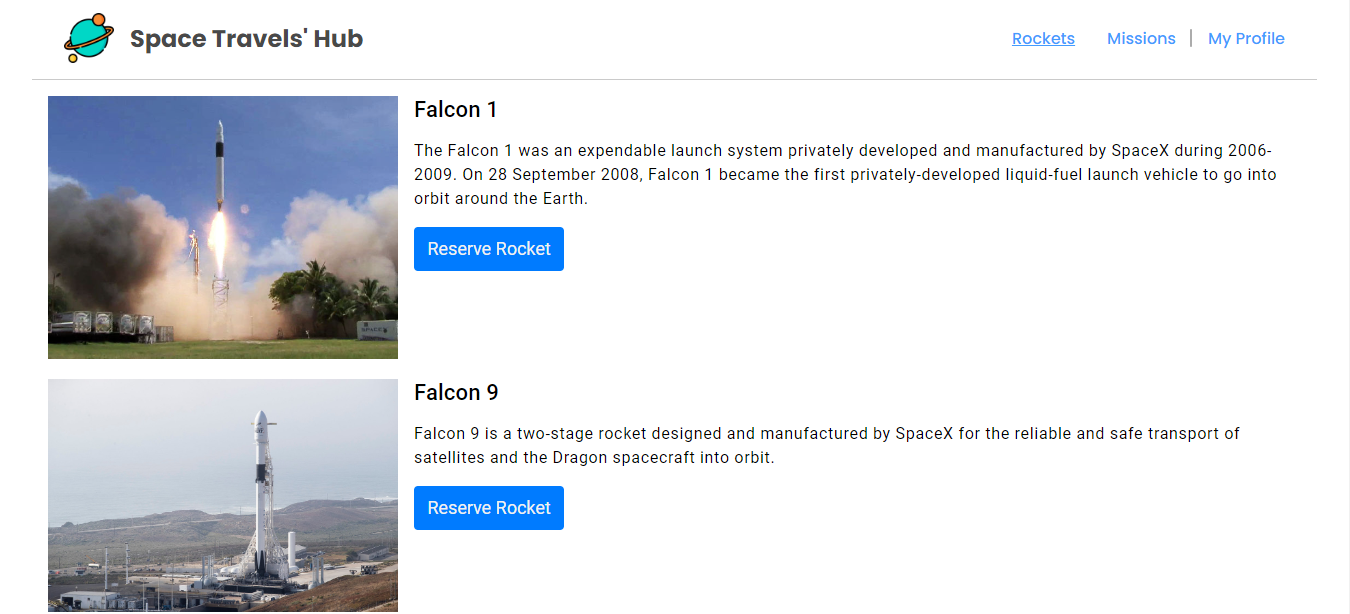 Space Travels' Hub
Rockets
Missions
My Profile
Falcon 1
The Falcon 1 was an expendable launch system privately developed and manufactured by SpaceX during 2006-
2009. On 28 September 2008, Falcon 1 became the first privately-developed liquid-fuel launch vehicle to go into
orbit around the Earth.
Reserve Rocket
Falcon 9
Falcon 9 is a two-stage rocket designed and manufactured by SpaceX for the reliable and safe transport of
satellites and the Dragon spacecraft into orbit.
Reserve Rocket